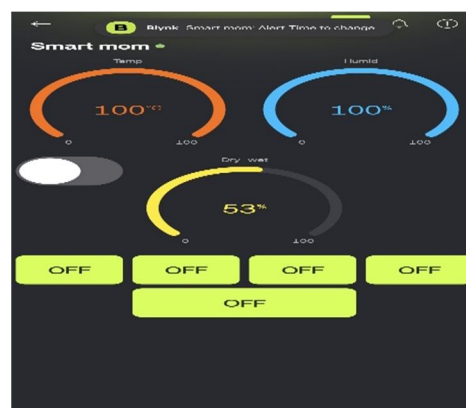 B Blynk Smart mom: Alert Time to change
Smart mom
Temp Humid
100°C 100%
0 100 0 100
Dry wet
53%
0 100
OFF OFF OFF OFF
OFF